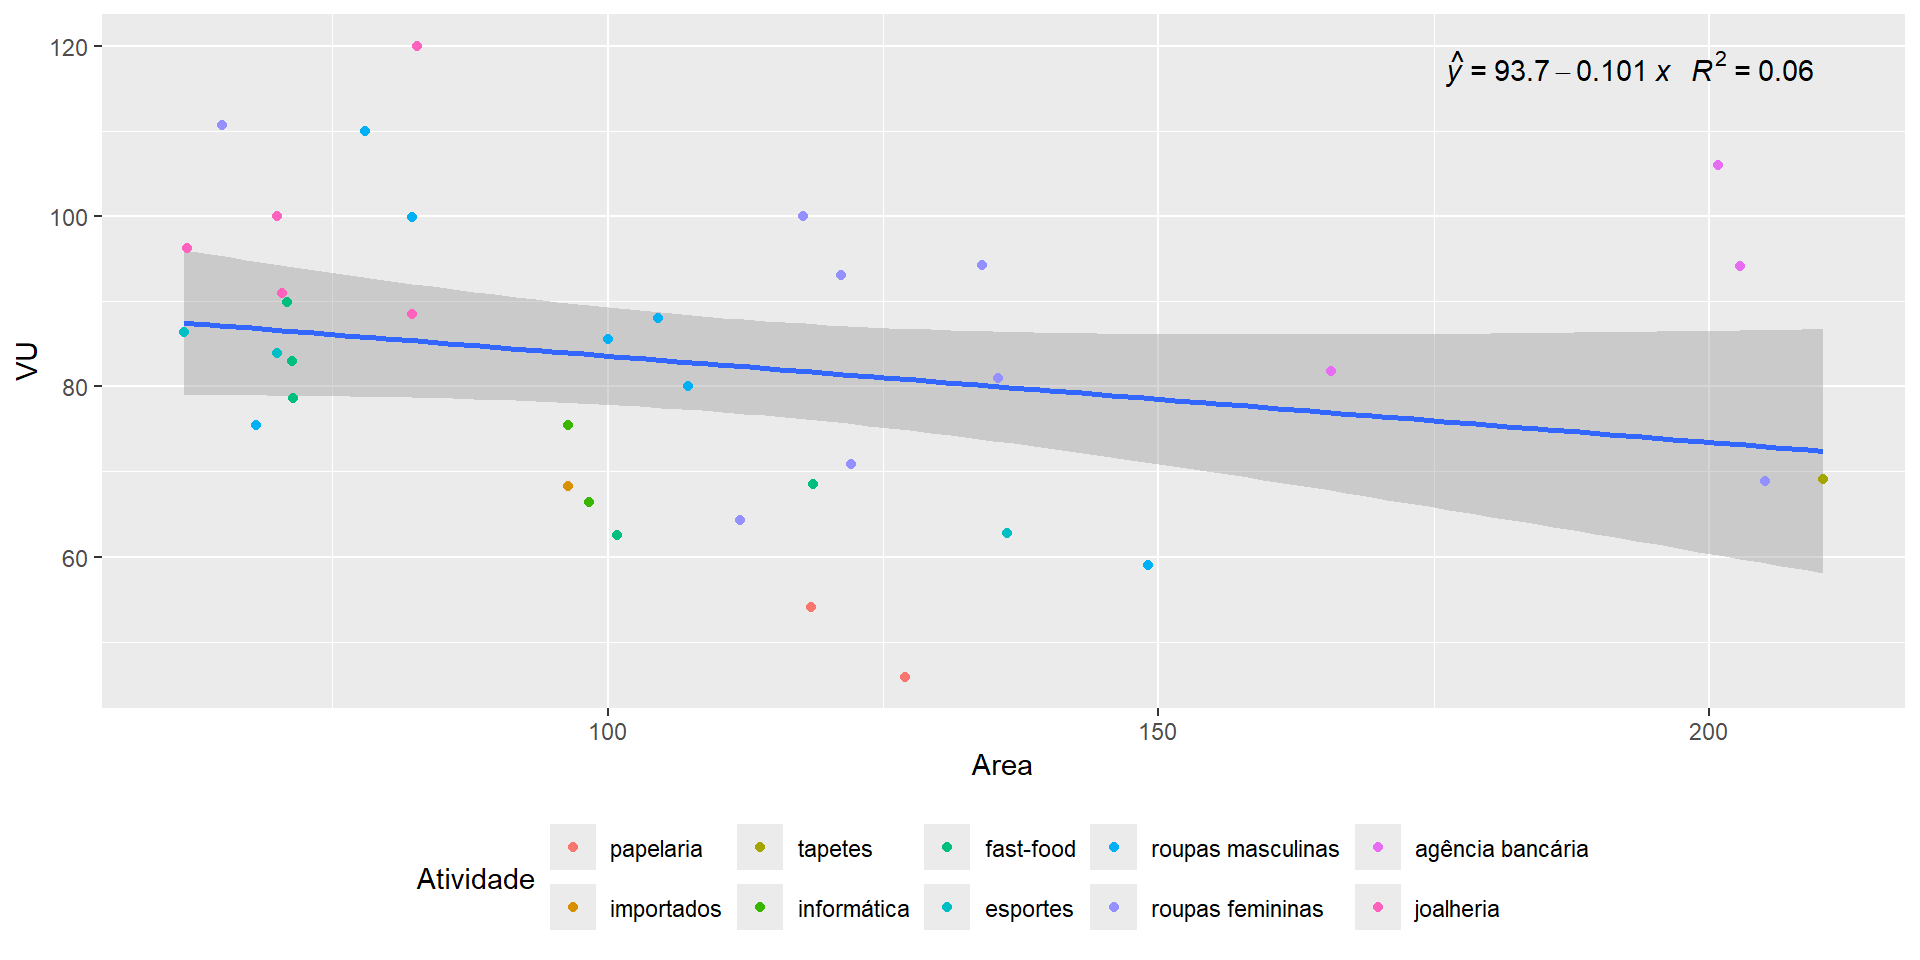 ŷ = 93.7 − 0.101 x R² = 0.06
120
100
80
60
VU
100 150 200
Area
Atividade
papelaria tapetes fast-food roupas masculinas agência bancária
importados informática esportes roupas femininas joalheria